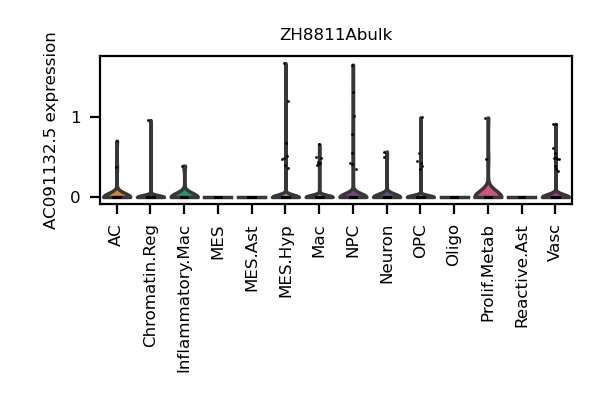 ZH8811Abulk
AC091132.5 expression
1
0
AC
Chromatin.Reg
Inflammatory.Mac
MES
MES.Ast
MES.Hyp
Mac
NPC
Neuron
OPC
Oligo
Prolif.Metab
Reactive.Ast
Vasc